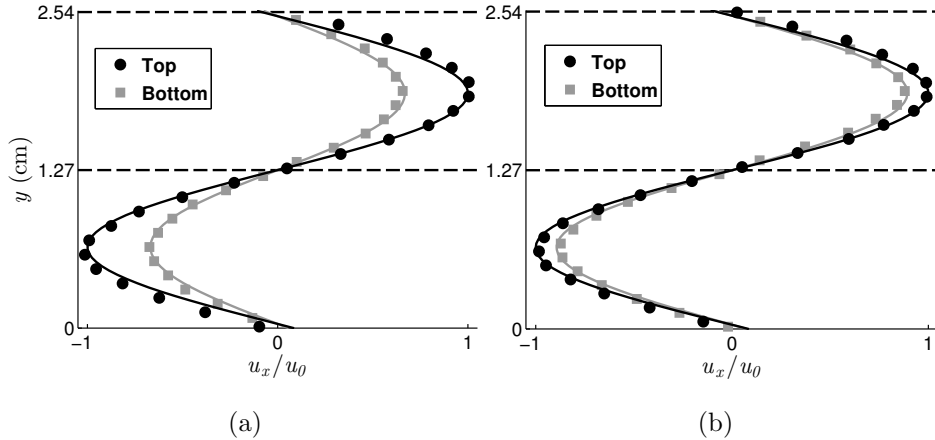 2.54
Top
Bottom
y (cm)
1.27
0
−1
0
1
u_x/u_0
(a)
2.54
Top
Bottom
1.27
0
−1
0
1
u_x/u_0
(b)